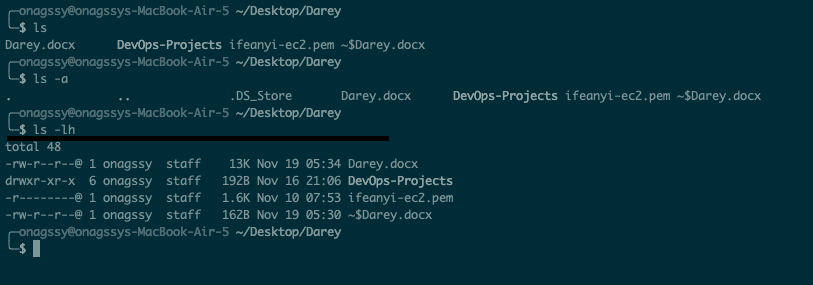 ╭─onagssy@onagssys-MacBook-Air-5 ~/Desktop/Darey
╰─$ ls
Darey.docx      DevOps-Projects ifeanyi-ec2.pem ~$Darey.docx
╭─onagssy@onagssys-MacBook-Air-5 ~/Desktop/Darey
╰─$ ls -a
.               ..              .DS_Store       Darey.docx      DevOps-Projects ifeanyi-ec2.pem ~$Darey.docx
╭─onagssy@onagssys-MacBook-Air-5 ~/Desktop/Darey
╰─$ ls -lh
total 48
-rw-r--r--@ 1 onagssy  staff    13K Nov 19 05:34 Darey.docx
drwxr-xr-x  6 onagssy  staff   192B Nov 16 21:06 DevOps-Projects
-r--------@ 1 onagssy  staff   1.6K Nov 10 07:53 ifeanyi-ec2.pem
-rw-r--r--@ 1 onagssy  staff   162B Nov 19 05:30 ~$Darey.docx
╭─onagssy@onagssys-MacBook-Air-5 ~/Desktop/Darey
╰─$